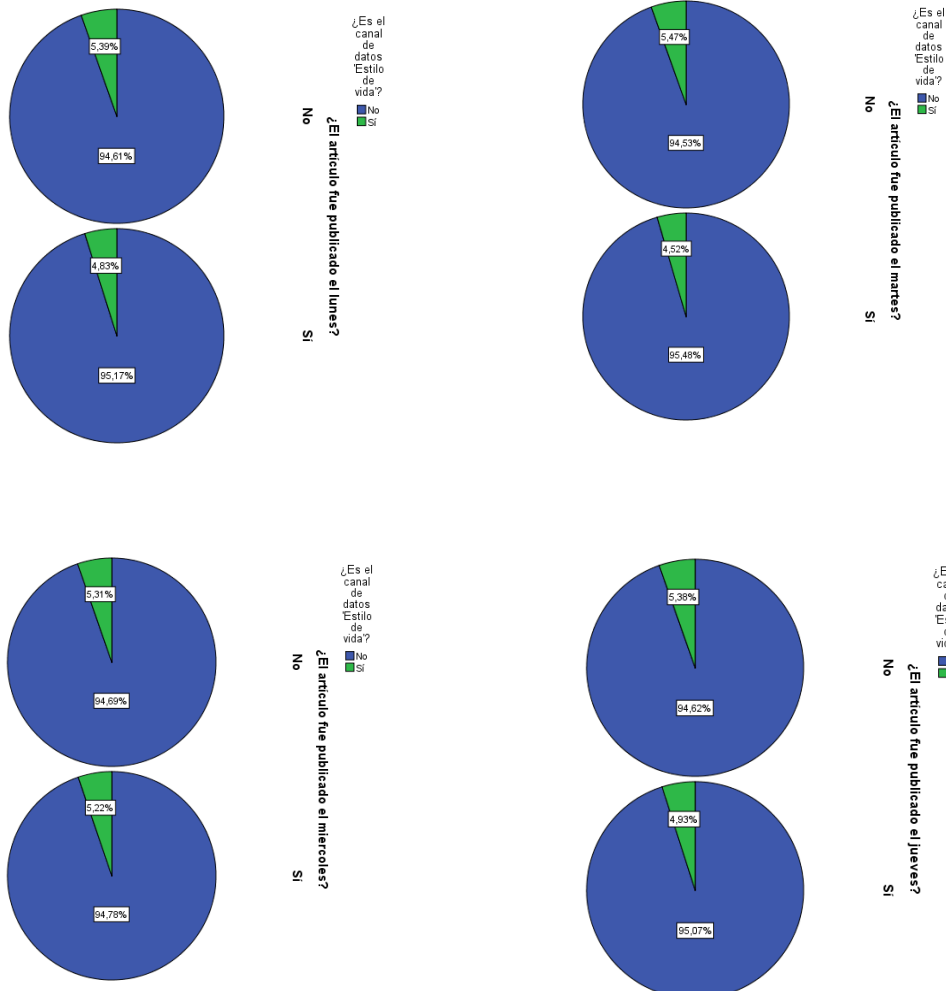 5,39%
94,61%
4,83%
95,17%
¿Es el
canal
de
datos
'Estilo
de
vida'?
No
Sí
No
Sí
¿El artículo fue publicado el lunes?
5,47%
94,53%
4,52%
95,48%
¿Es el
canal
de
datos
'Estilo
de
vida'?
No
Sí
No
Sí
¿El artículo fue publicado el martes?
5,31%
94,69%
5,22%
94,78%
¿Es el
canal
de
datos
'Estilo
de
vida'?
No
Sí
No
Sí
¿El artículo fue publicado el miercoles?
5,38%
94,62%
4,93%
95,07%
No
Sí
¿El artículo fue publicado el jueves?